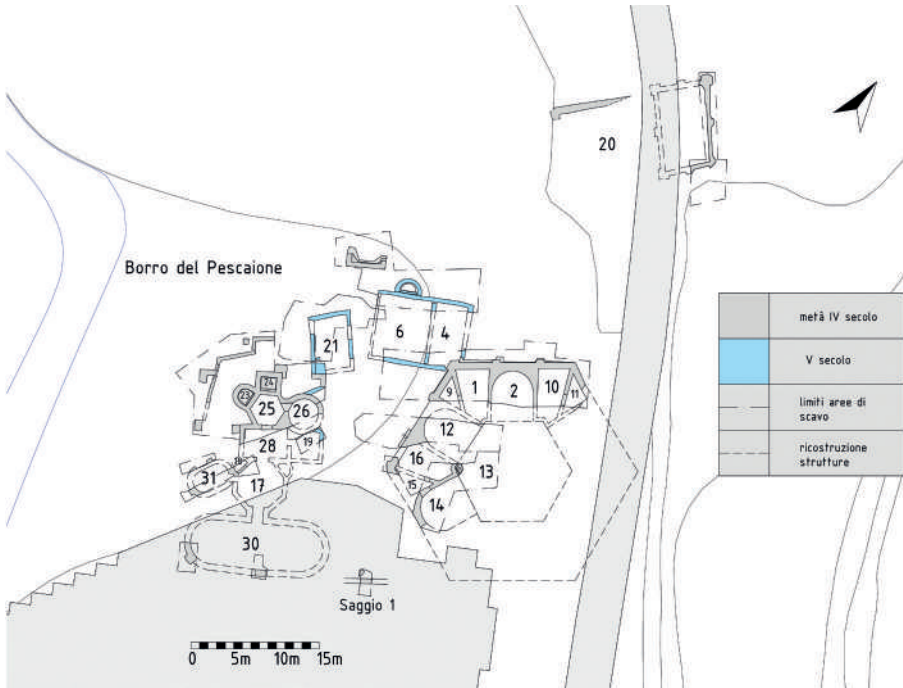 20
Borro del Pescaione
6
4
21
metà IV secolo
V secolo
limiti aree di
scavo
ricostruzione
strutture
24
23
25
26
19
28
31
17
30
9
1
2
10
11
12
16
13
15
14
Saggio 1
0 5m 10m 15m